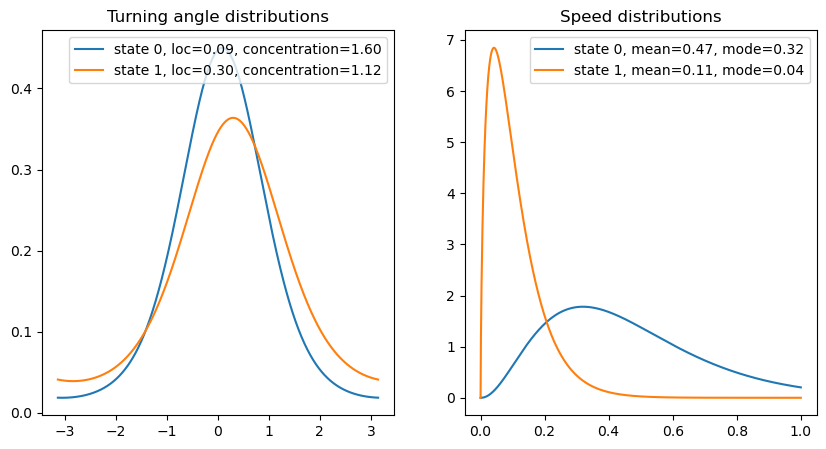 Turning angle distributions
state 0, loc=0.09, concentration=1.60
state 1, loc=0.30, concentration=1.12
0.4
0.3
0.2
0.1
0.0
−3 −2 −1 0 1 2 3
Speed distributions
state 0, mean=0.47, mode=0.32
state 1, mean=0.11, mode=0.04
7
6
5
4
3
2
1
0
0.0 0.2 0.4 0.6 0.8 1.0